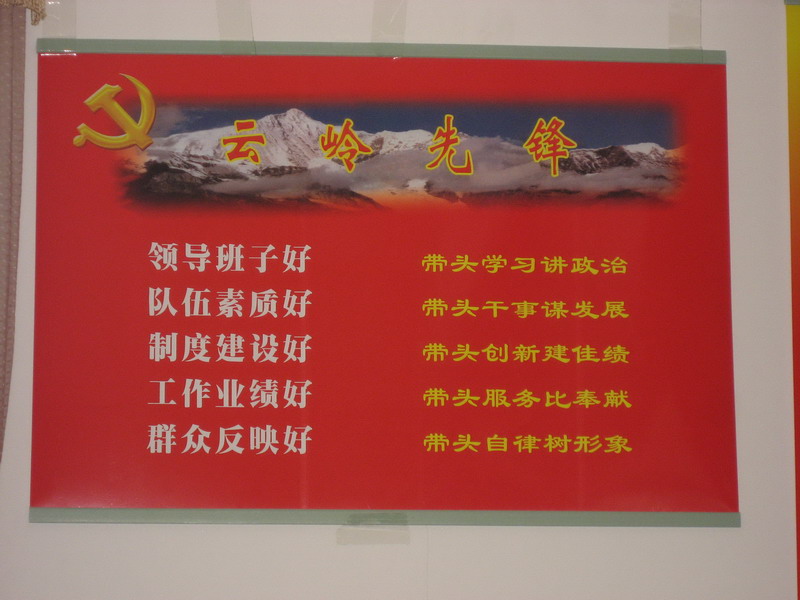 云岭先锋
领导班子好
队伍素质好
制度建设好
工作业绩好
群众反映好
带头学习讲政治
带头干事谋发展
带头创新建佳绩
带头服务比奉献
带头自律树形象